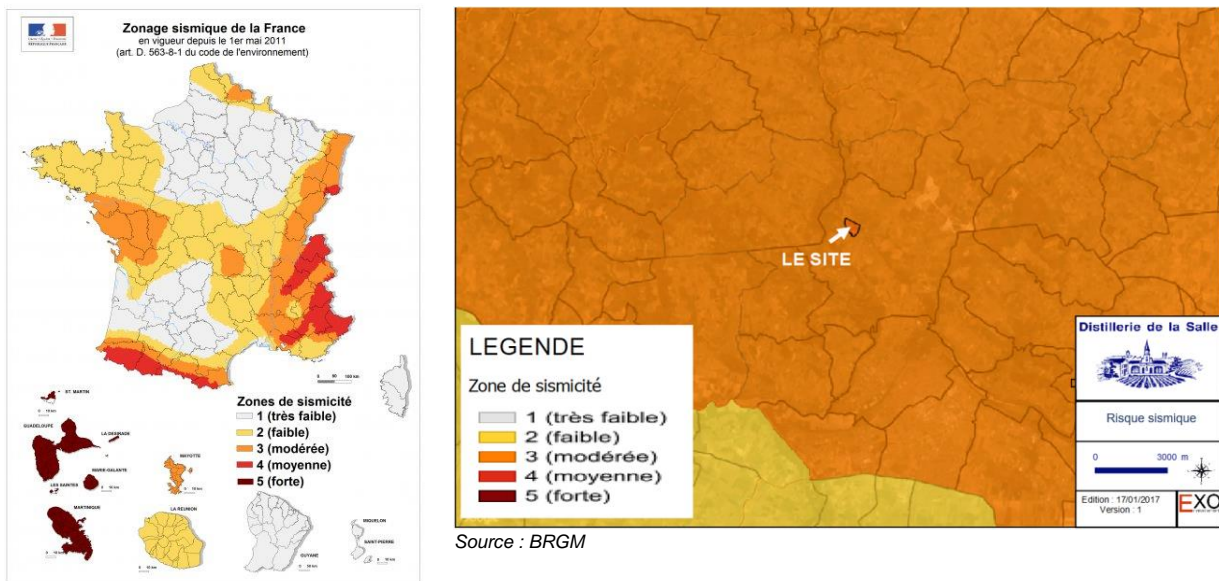 Zonage sismique de la France
en vigueur depuis le 1er mai 2011
(art. D. 563-8-1 du code de l'environnement)
ST. MARTIN
GUADELOUPE
LA DESIRADE
MARIE-GALANTE
LES SAINTES
MARTINIQUE
MAYOTTE
LA REUNION
GUYANE
MIQUELON
SAINT-PIERRE
Zones de sismicité
1 (très faible)
2 (faible)
3 (modérée)
4 (moyenne)
5 (forte)
LE SITE
LEGENDE
Zone de sismicité
1 (très faible)
2 (faible)
3 (modérée)
4 (moyenne)
5 (forte)
Distillerie de la Salle
Risque sismique
0 3000 m
Edition : 17/01/2017
Version : 1
EXO
Source : BRGM